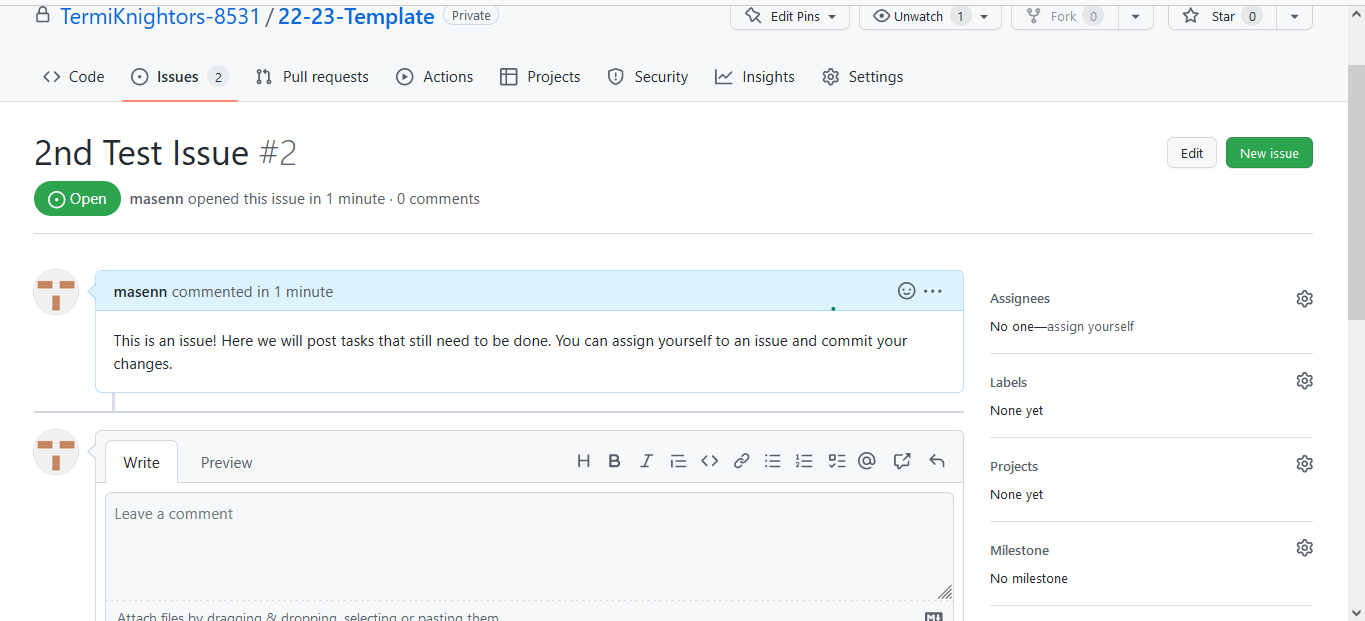 TermiKnightors-8531 / 22-23-Template Private Edit Pins Unwatch 1 Fork 0 Star 0
Code Issues 2 Pull requests Actions Projects Security Insights Settings
2nd Test Issue #2
Edit New issue
Open masenn opened this issue in 1 minute · 0 comments
masenn commented in 1 minute
This is an issue! Here we will post tasks that still need to be done. You can assign yourself to an issue and commit your
changes.
Assignees
No one—assign yourself
Labels
None yet
Projects
None yet
Milestone
No milestone
Write Preview
Leave a comment
Attach files by dragging & dropping, selecting or pasting them.